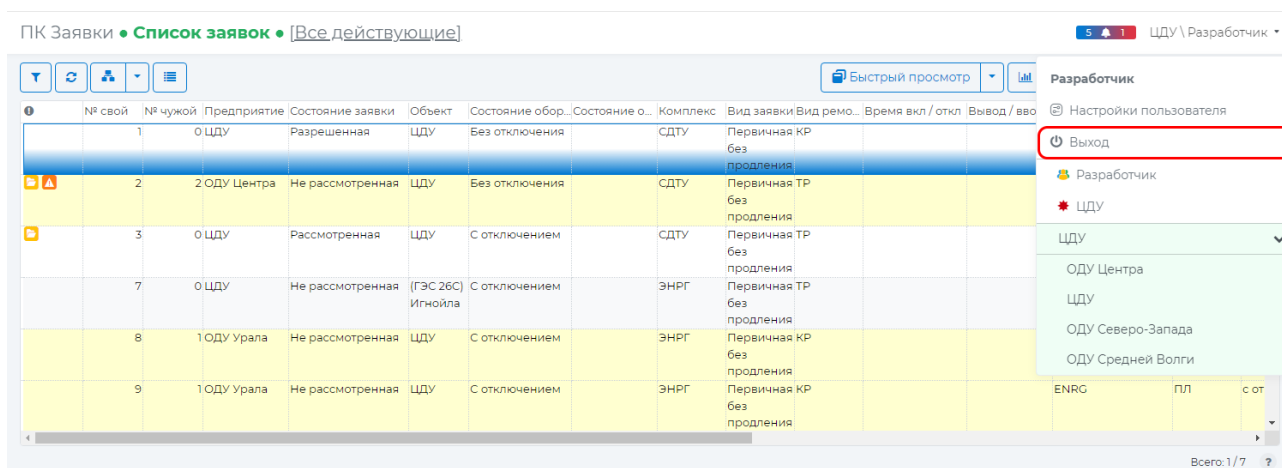 ПК Заявки ● Список заявок ● [Все действующие]
5 1 ЦДУ \ Разработчик
Быстрый просмотр
Разработчик
Настройки пользователя
Выход
Разработчик
ЦДУ
ЦДУ
ОДУ Центра
ЦДУ
ОДУ Северо-Запада
ОДУ Средней Волги
№ свой № чужой Предприятие Состояние заявки Объект Состояние обор... Состояние о... Комплекс Вид заявки Вид ремо... Время вкл / откл Вывод / вво
1 0 ЦДУ Разрешенная ЦДУ Без отключения СДТУ Первичная КР
без
продления
2 2 ОДУ Центра Не рассмотренная ЦДУ Без отключения СДТУ Первичная ТР
без
продления
3 0 ЦДУ Рассмотренная ЦДУ С отключением СДТУ Первичная ТР
без
продления
7 0 ЦДУ Не рассмотренная (ГЭС 26С) С отключением ЭНРГ Первичная ТР
Игнойла без
продления
8 1 ОДУ Урала Не рассмотренная ЦДУ С отключением ЭНРГ Первичная КР
без
продления
9 1 ОДУ Урала Не рассмотренная ЦДУ С отключением ЭНРГ Первичная КР ENRG ПЛ с от
без
продления
Всего: 1 / 7 ?